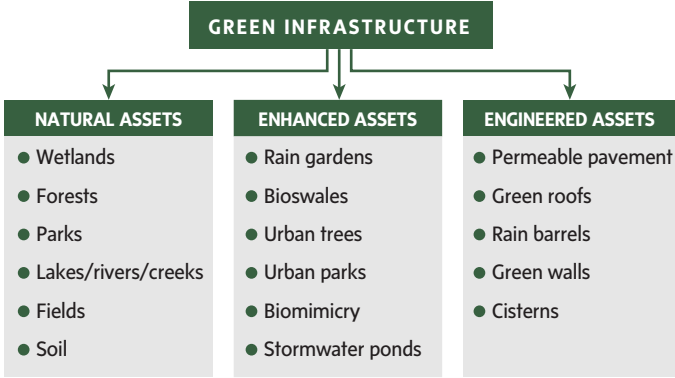 GREEN INFRASTRUCTURE
NATURAL ASSETS
● Wetlands
● Forests
● Parks
● Lakes/rivers/creeks
● Fields
● Soil
ENHANCED ASSETS
● Rain gardens
● Bioswales
● Urban trees
● Urban parks
● Biomimicry
● Stormwater ponds
ENGINEERED ASSETS
● Permeable pavement
● Green roofs
● Rain barrels
● Green walls
● Cisterns